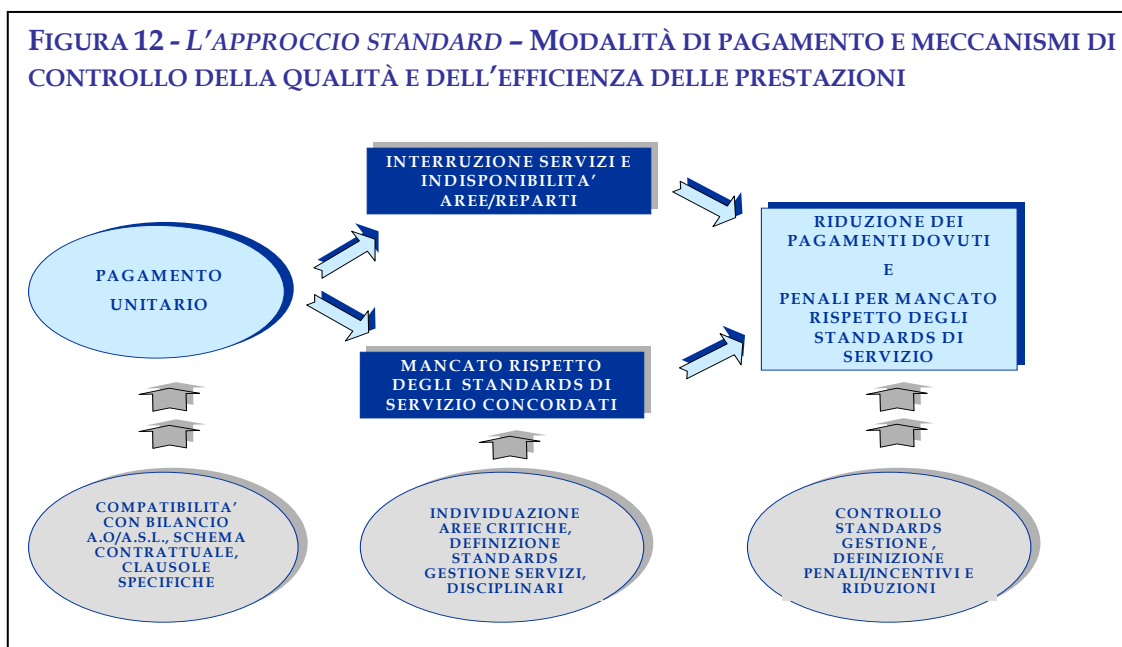 FIGURA 12 - L'APPROCCIO STANDARD – MODALITÀ DI PAGAMENTO E MECCANISMI DI
CONTROLLO DELLA QUALITÀ E DELL'EFFICIENZA DELLE PRESTAZIONI
INTERRUZIONE SERVIZI E
INDISPONIBILITA'
AREE/REPARTI
PAGAMENTO
UNITARIO
MANCATO RISPETTO
DEGLI STANDARDS DI
SERVIZIO CONCORDATI
RIDUZIONE DEI
PAGAMENTI DOVUTI
E
PENALI PER MANCATO
RISPETTO DEGLI
STANDARDS DI
SERVIZIO
COMPATIBILITA'
CON BILANCIO
A.O/A.S.L., SCHEMA
CONTRATTUALE,
CLAUSOLE
SPECIFICHE
INDIVIDUAZIONE
AREE CRITICHE,
DEFINIZIONE
STANDARDS
GESTIONE SERVIZI,
DISCIPLINARI
CONTROLLO
STANDARDS
GESTIONE ,
DEFINIZIONE
PENALI/INCENTIVI E
RIDUZIONI